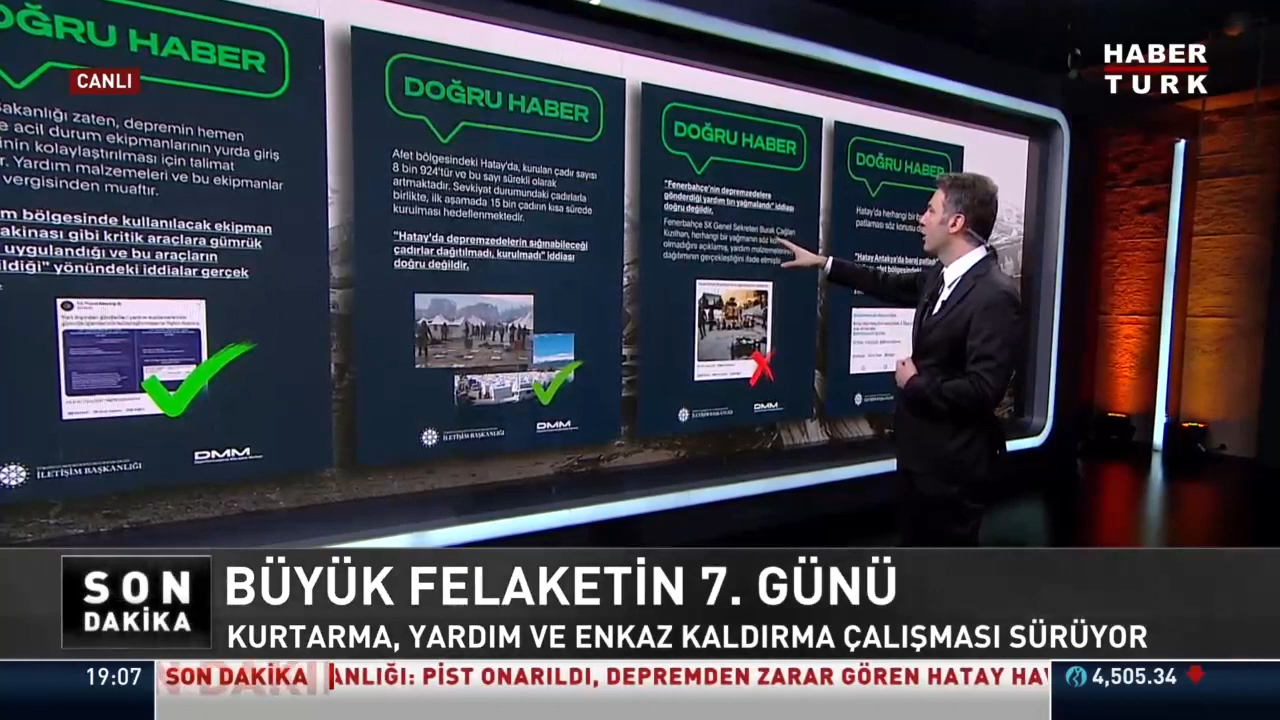 DOĞRU HABER
CANLI
Bakanlığı zaten, depremin hemen
e acil durum ekipmanlarının yurda giriş
inin kolaylaştırılması için talimat
r. Yardım malzemeleri ve bu ekipmanlar
vergisinden muaftır.
m bölgesinde kullanılacak ekipman
akinası gibi kritik araçlara gümrük
uygulandığı ve bu araçların
ildiği” yönündeki iddialar gerçek
İLETİŞİM BAŞKANLIĞI
DMM
DOĞRU HABER
Afet bölgesindeki Hatay'da, kurulan çadır sayısı
8 bin 924'tür ve bu sayı sürekli olarak
artmaktadır. Sevkiyat durumundaki çadırlarla
birlikte, ilk aşamada 15 bin çadırın kısa sürede
kurulması hedeflenmektedir.
"Hatay'da depremzedelerin sığınabileceği
çadırlar dağıtılmadı, kurulmadı" iddiası
doğru değildir.
İLETİŞİM BAŞKANLIĞI
DMM
DOĞRU HABER
"Fenerbahçe'nin depremzedelere
gönderdiği yardım tırı yağmalandı" iddiası
doğru değildir.
Fenerbahçe SK Genel Sekreteri Burak Çağlan
Kızılhan, herhangi bir yağmanın söz
olmadığını açıklamış, yardım malzemelerinin
dağıtımının gerçekleştiğini ifade etmiştir.
İLETİŞİM BAŞKANLIĞI
DMM
DOĞRU HABER
Hatay'da herhangi bir
patlaması söz konusu
"Hatay Antakya'da baraj
HABER
TURK
SON
DAKİKA
BÜYÜK FELAKETİN 7. GÜNÜ
KURTARMA, YARDIM VE ENKAZ KALDIRMA ÇALIŞMASI SÜRÜYOR
19:07
SON DAKİKA
ANLIĞI: PİST ONARILDI, DEPREMDEN ZARAR GÖREN HATAY HAV
4,505.34